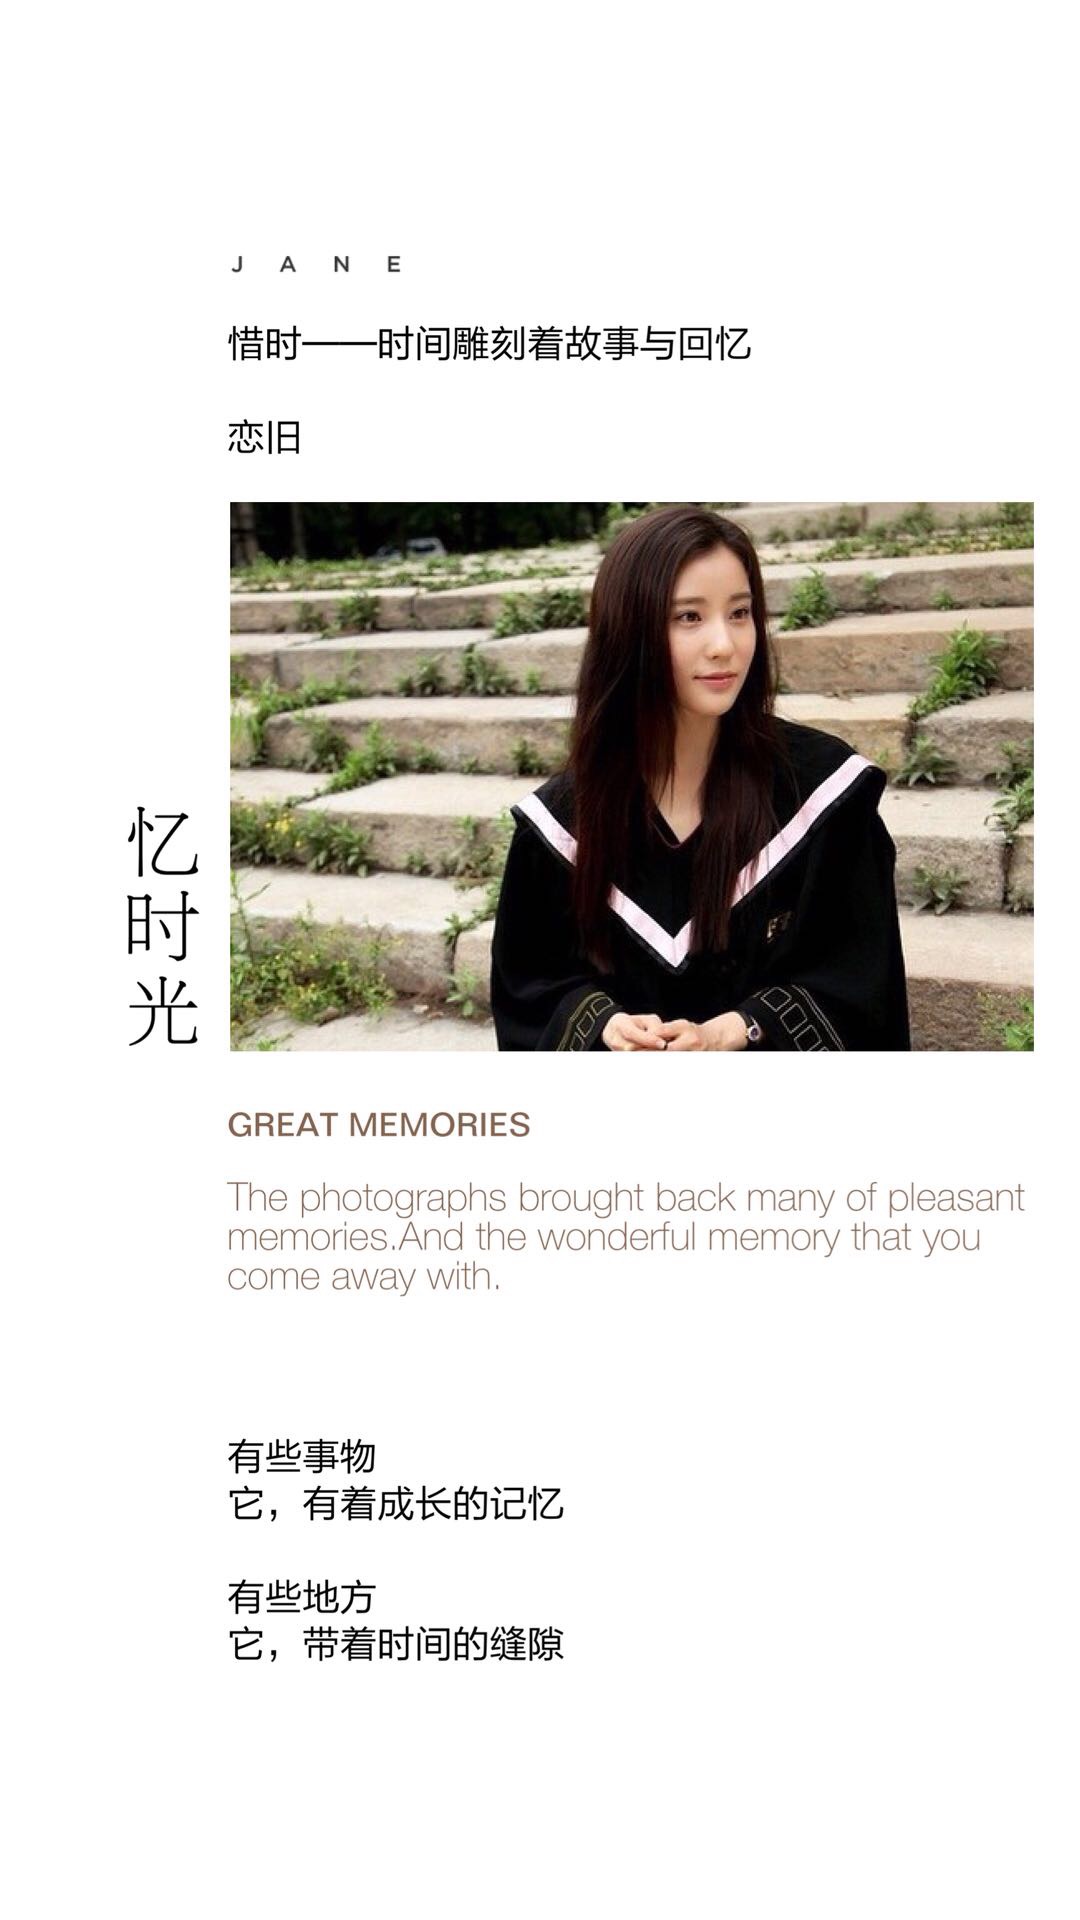 JANE
惜时——时间雕刻着故事与回忆
恋旧
忆时光
GREAT MEMORIES
The photographs brought back many of pleasant
memories.And the wonderful memory that you
come away with.
有些事物
它，有着成长的记忆
有些地方
它，带着时间的缝隙